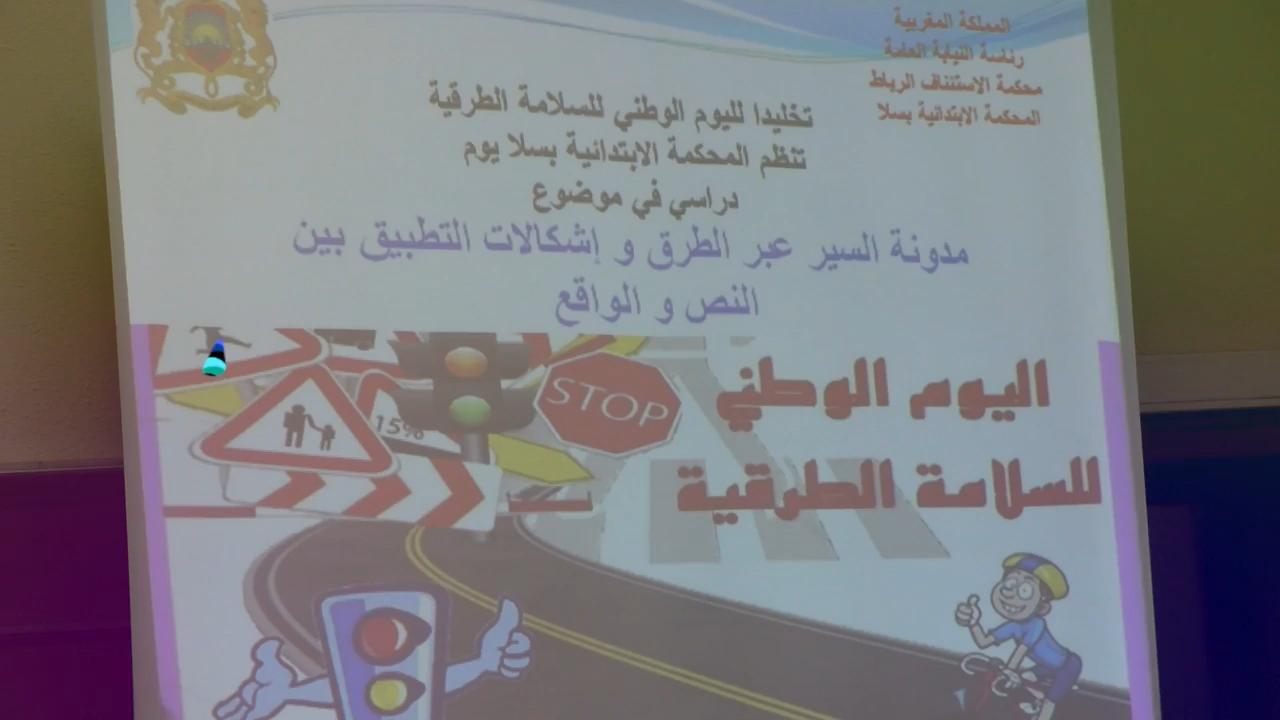 المملكة المغربية
رئاسة النيابة العامة
محكمة الاستئناف الرباط
المحكمة الابتدائية بسلا
تخليدا لليوم الوطني للسلامة الطرقية
تنظم المحكمة الابتدائية بسلا يوم
دراسي في موضوع
مدونة السير عبر الطرق و إشكالات التطبيق بين
النص و الواقع
اليوم الوطني
للسلامة الطرقية
STOP
15%